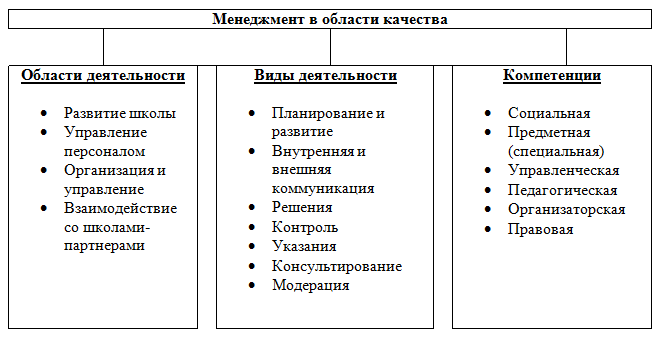 Менеджмент в области качества
Области деятельности
• Развитие школы
• Управление
персоналом
• Организация и
управление
• Взаимодействие
со школами-
партнерами
Виды деятельности
• Планирование и
развитие
• Внутренняя и
внешняя
коммуникация
• Решения
• Контроль
• Указания
• Консультирование
• Модерация
Компетенции
• Социальная
• Предметная
(специальная)
• Управленческая
• Педагогическая
• Организаторская
• Правовая